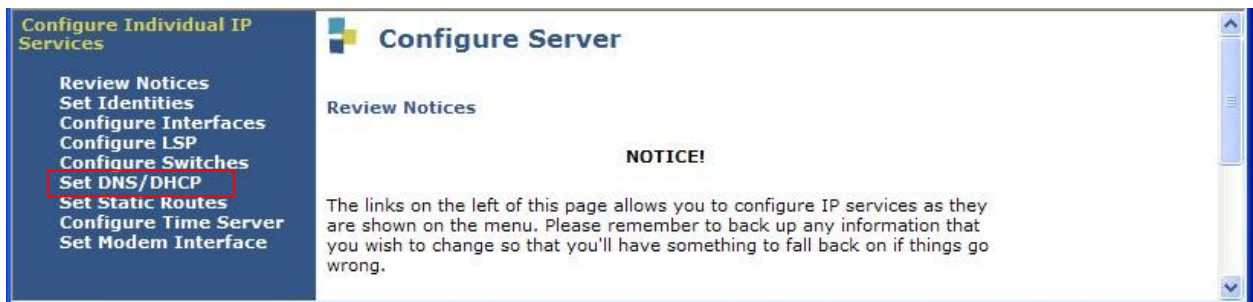 Configure Individual IP
Services
Review Notices
Set Identities
Configure Interfaces
Configure LSP
Configure Switches
Set DNS/DHCP
Set Static Routes
Configure Time Server
Set Modem Interface
Configure Server
Review Notices
NOTICE!
The links on the left of this page allows you to configure IP services as they
are shown on the menu. Please remember to back up any information that
you wish to change so that you'll have something to fall back on if things go
wrong.